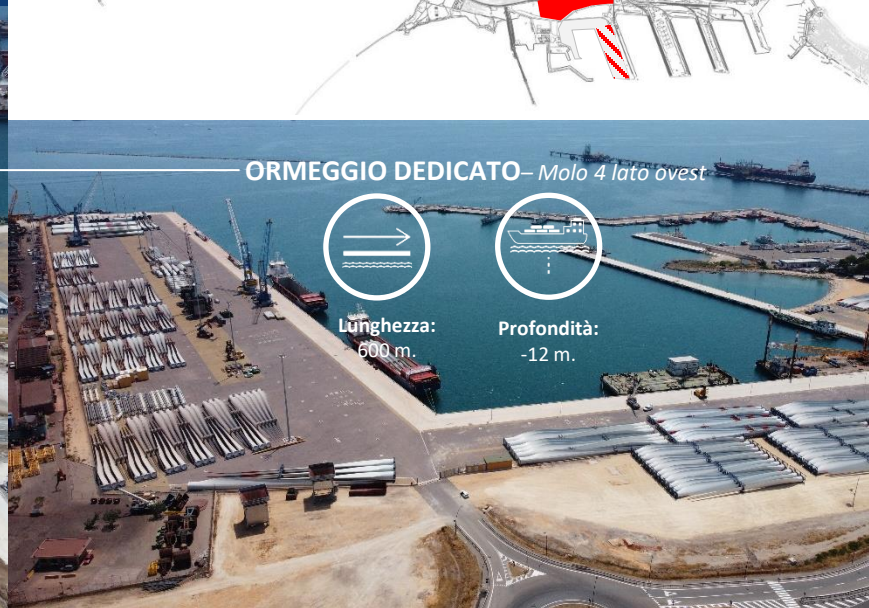 ORMEGGIO DEDICATO– Molo 4 lato ovest
Lunghezza:
600 m.
Profondità:
-12 m.